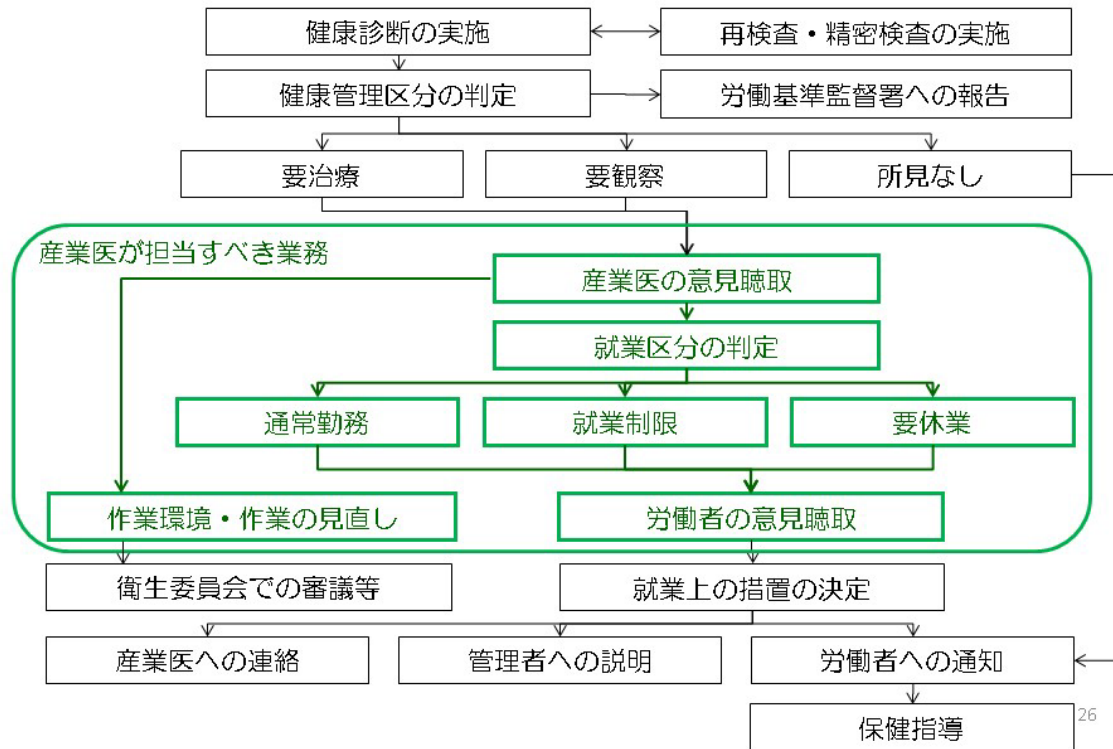 健康診断の実施
再検査・精密検査の実施
健康管理区分の判定
労働基準監督署への報告
要治療
要観察
所見なし
産業医が担当すべき業務
産業医の意見聴取
就業区分の判定
通常勤務
就業制限
要休業
作業環境・作業の見直し
労働者の意見聴取
衛生委員会での審議等
就業上の措置の決定
産業医への連絡
管理者への説明
労働者への通知
保健指導
26